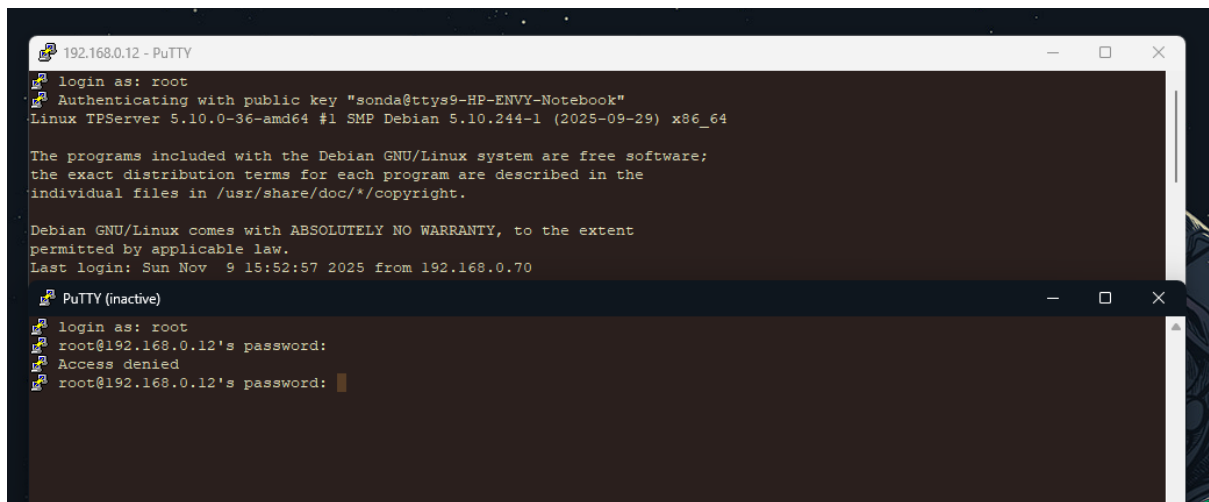 192.168.0.12 - PuTTY
login as: root
Authenticating with public key "sonda@ttys9-HP-ENVY-Notebook"
Linux TPServer 5.10.0-36-amd64 #1 SMP Debian 5.10.244-1 (2025-09-29) x86_64
The programs included with the Debian GNU/Linux system are free software;
the exact distribution terms for each program are described in the
individual files in /usr/share/doc/*/copyright.
Debian GNU/Linux comes with ABSOLUTELY NO WARRANTY, to the extent
permitted by applicable law.
Last login: Sun Nov  9 15:52:57 2025 from 192.168.0.70
PuTTY (inactive)
login as: root
root@192.168.0.12's password:
Access denied
root@192.168.0.12's password: